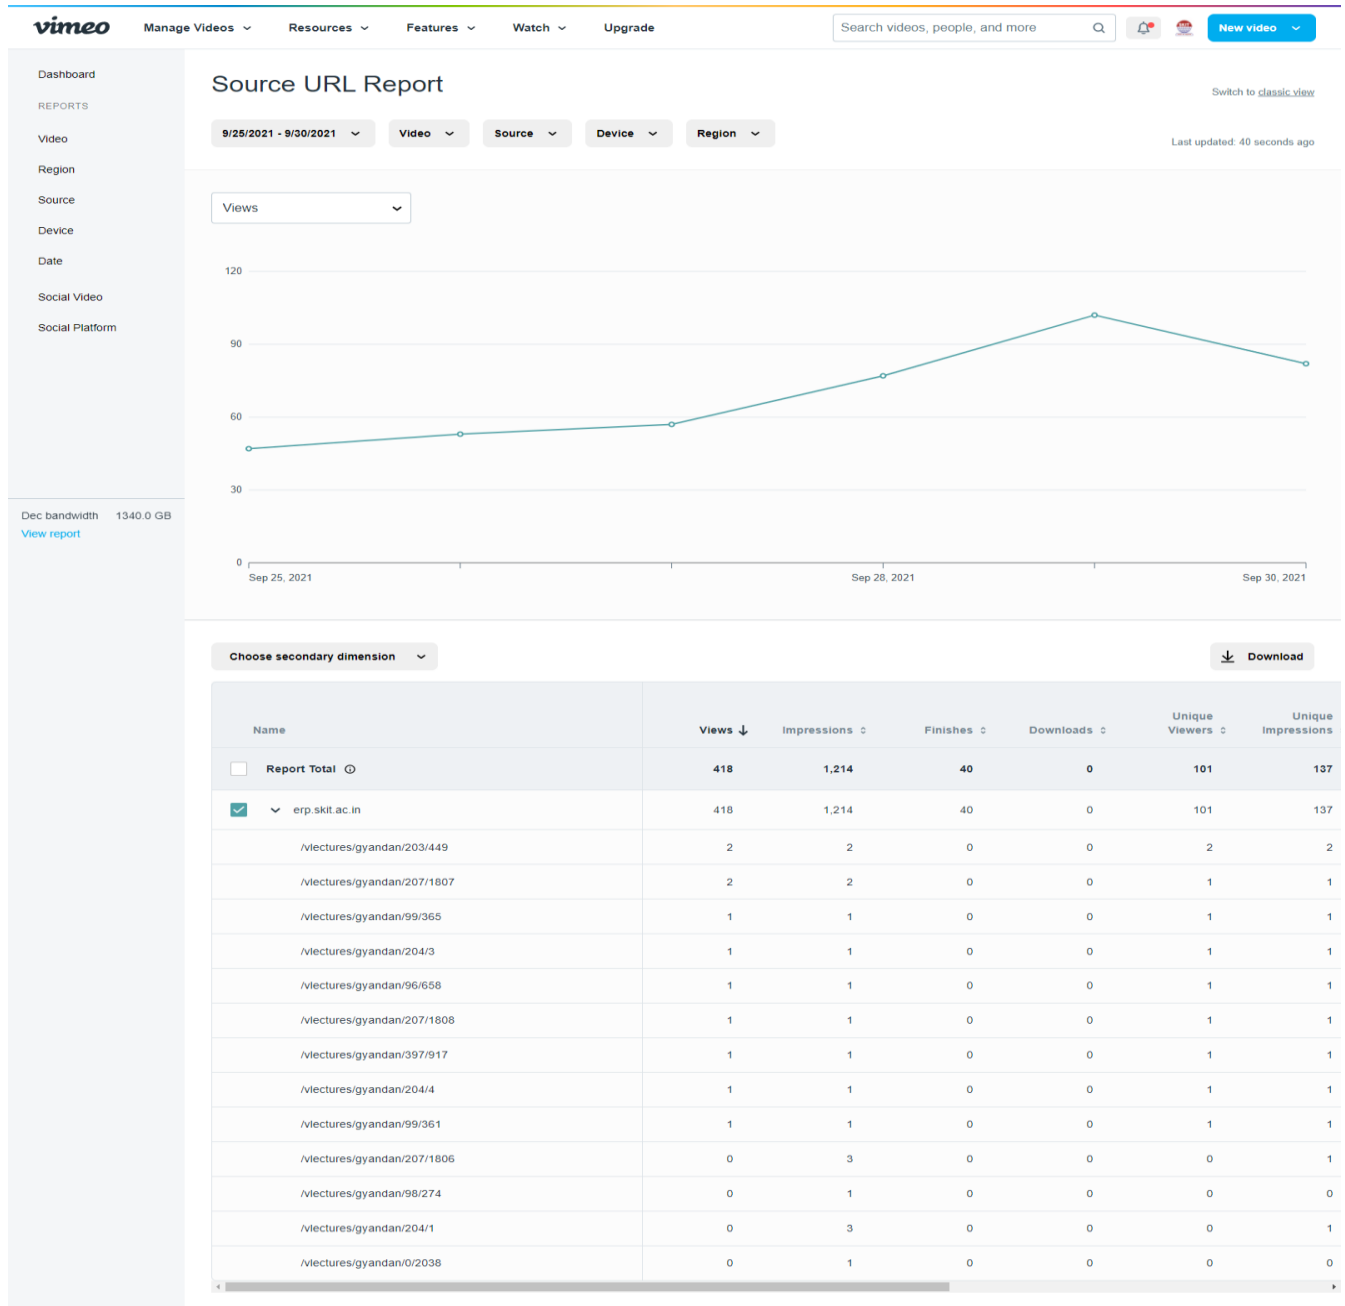 vimeo Manage Videos Resources Features Watch Upgrade Search videos, people, and more New video
Dashboard
REPORTS
Video
Region
Source
Device
Date
Social Video
Social Platform
Dec bandwidth 1340.0 GB
View report
Source URL Report
Switch to classic view
9/25/2021 - 9/30/2021 Video Source Device Region
Last updated: 40 seconds ago
Views
120
90
60
30
0
Sep 25, 2021 Sep 28, 2021 Sep 30, 2021
Choose secondary dimension Download
Name Views Impressions Finishes Downloads Unique Viewers Unique Impressions
Report Total 418 1,214 40 0 101 137
erp.skit.ac.in 418 1,214 40 0 101 137
/vlectures/gyandan/203/449 2 2 0 0 2 2
/vlectures/gyandan/207/1807 2 2 0 0 1 1
/vlectures/gyandan/99/365 1 1 0 0 1 1
/vlectures/gyandan/204/3 1 1 0 0 1 1
/vlectures/gyandan/96/658 1 1 0 0 1 1
/vlectures/gyandan/207/1808 1 1 0 0 1 1
/vlectures/gyandan/397/917 1 1 0 0 1 1
/vlectures/gyandan/204/4 1 1 0 0 1 1
/vlectures/gyandan/99/361 1 1 0 0 1 1
/vlectures/gyandan/207/1806 0 3 0 0 0 1
/vlectures/gyandan/98/274 0 1 0 0 0 0
/vlectures/gyandan/204/1 0 3 0 0 0 1
/vlectures/gyandan/0/2038 0 1 0 0 0 0